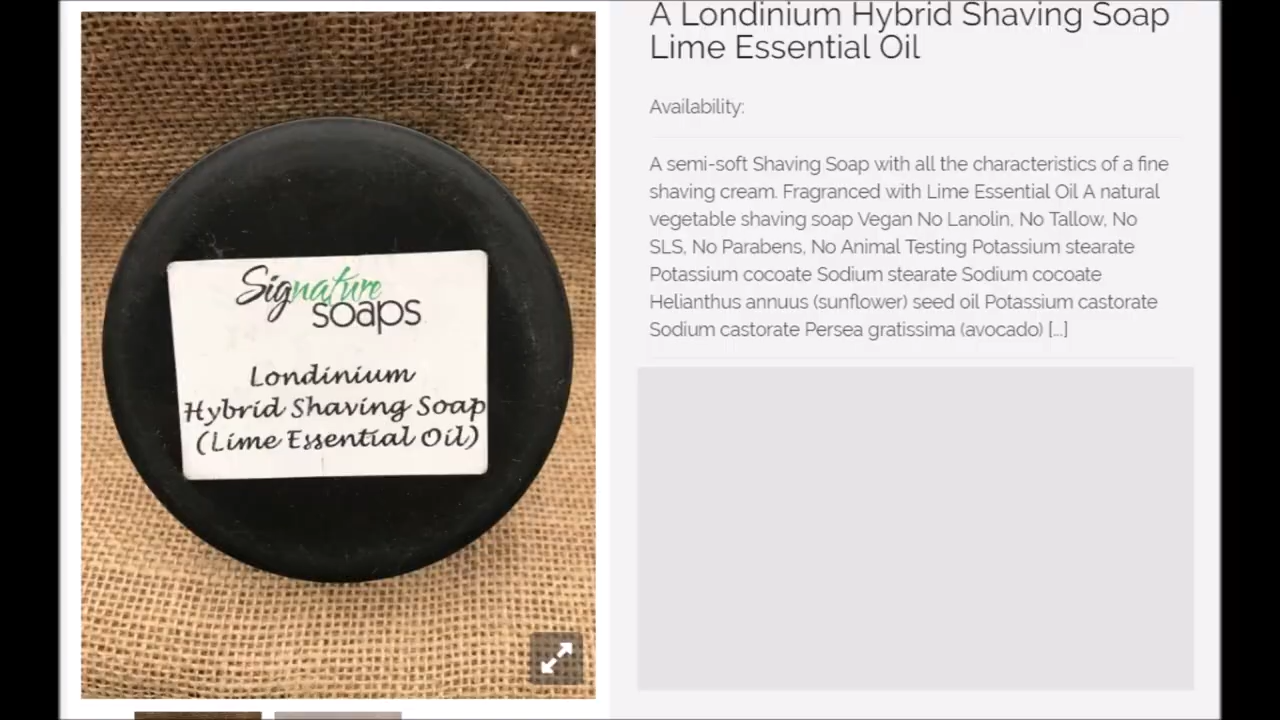 A Londinium Hybrid Shaving Soap
Lime Essential Oil
Availability:
A semi-soft Shaving Soap with all the characteristics of a fine
shaving cream. Fragranced with Lime Essential Oil A natural
vegetable shaving soap Vegan No Lanolin, No Tallow, No
SLS, No Parabens, No Animal Testing Potassium stearate
Potassium cocoate Sodium stearate Sodium cocoate
Helianthus annuus (sunflower) seed oil Potassium castorate
Sodium castorate Persea gratissima (avocado) [...]
Signature
soaps
Londinium
Hybrid Shaving Soap
(Lime Essential Oil)